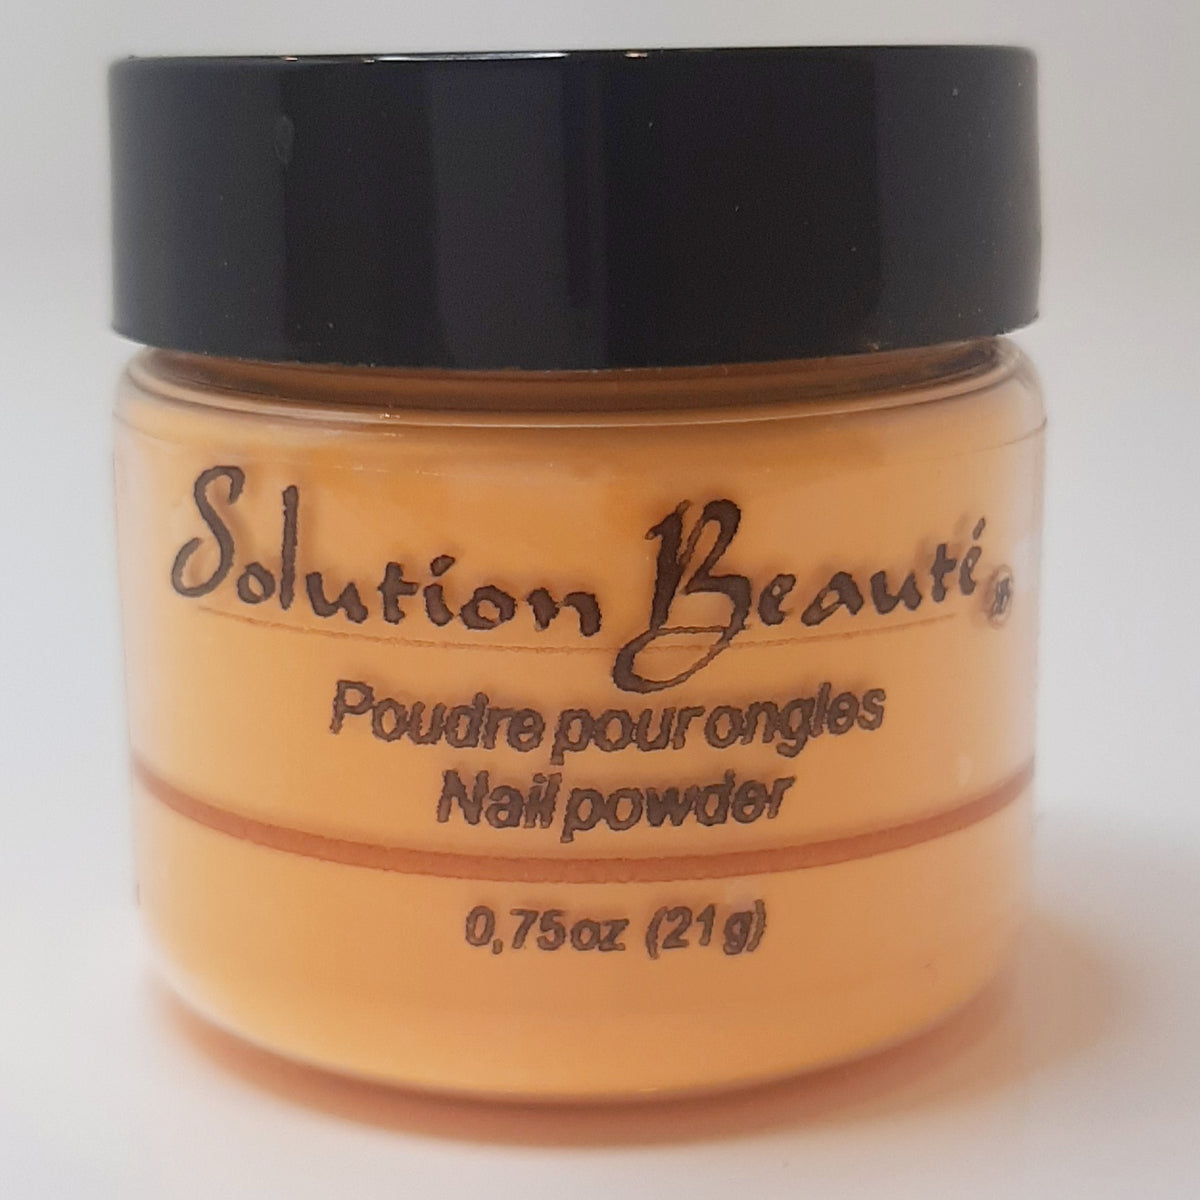 Solution Beauté®
Poudre pour ongles
Nail powder
0,75oz (21g)